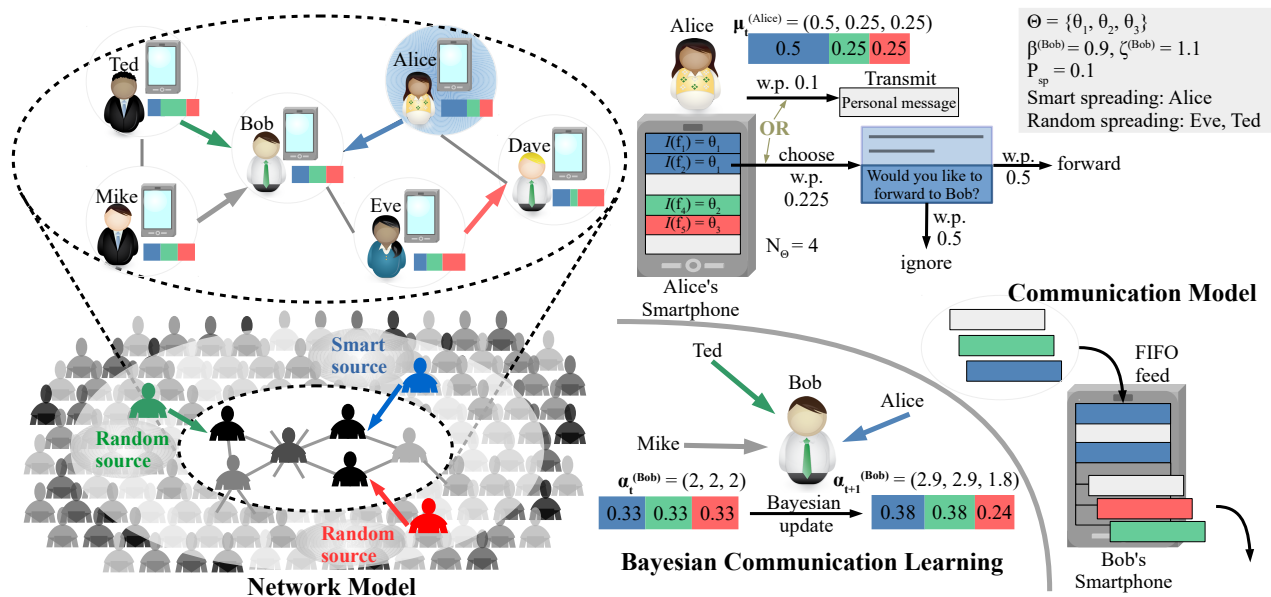 Ted
Alice
Bob
Dave
Mike
Eve
Smart
source
Random
source
Random
source
Network Model
Alice
μt(Alice) = (0.5, 0.25, 0.25)
0.5 0.25 0.25
w.p. 0.1
Transmit
Personal message
OR
I(f1) = θ1
I(f2) = θ1
I(f4) = θ2
I(f5) = θ3
choose
w.p.
0.225
Would you like to
forward to Bob?
w.p.
0.5
forward
w.p.
0.5
ignore
NΘ = 4
Alice's
Smartphone
Θ = {θ1, θ2, θ3}
β(Bob) = 0.9, ζ(Bob) = 1.1
Psp = 0.1
Smart spreading: Alice
Random spreading: Eve, Ted
Communication Model
Ted
Bob
Alice
Mike
αt(Bob) = (2, 2, 2)
0.33 0.33 0.33
Bayesian
update
αt+1(Bob) = (2.9, 2.9, 1.8)
0.38 0.38 0.24
Bayesian Communication Learning
FIFO
feed
Bob's
Smartphone